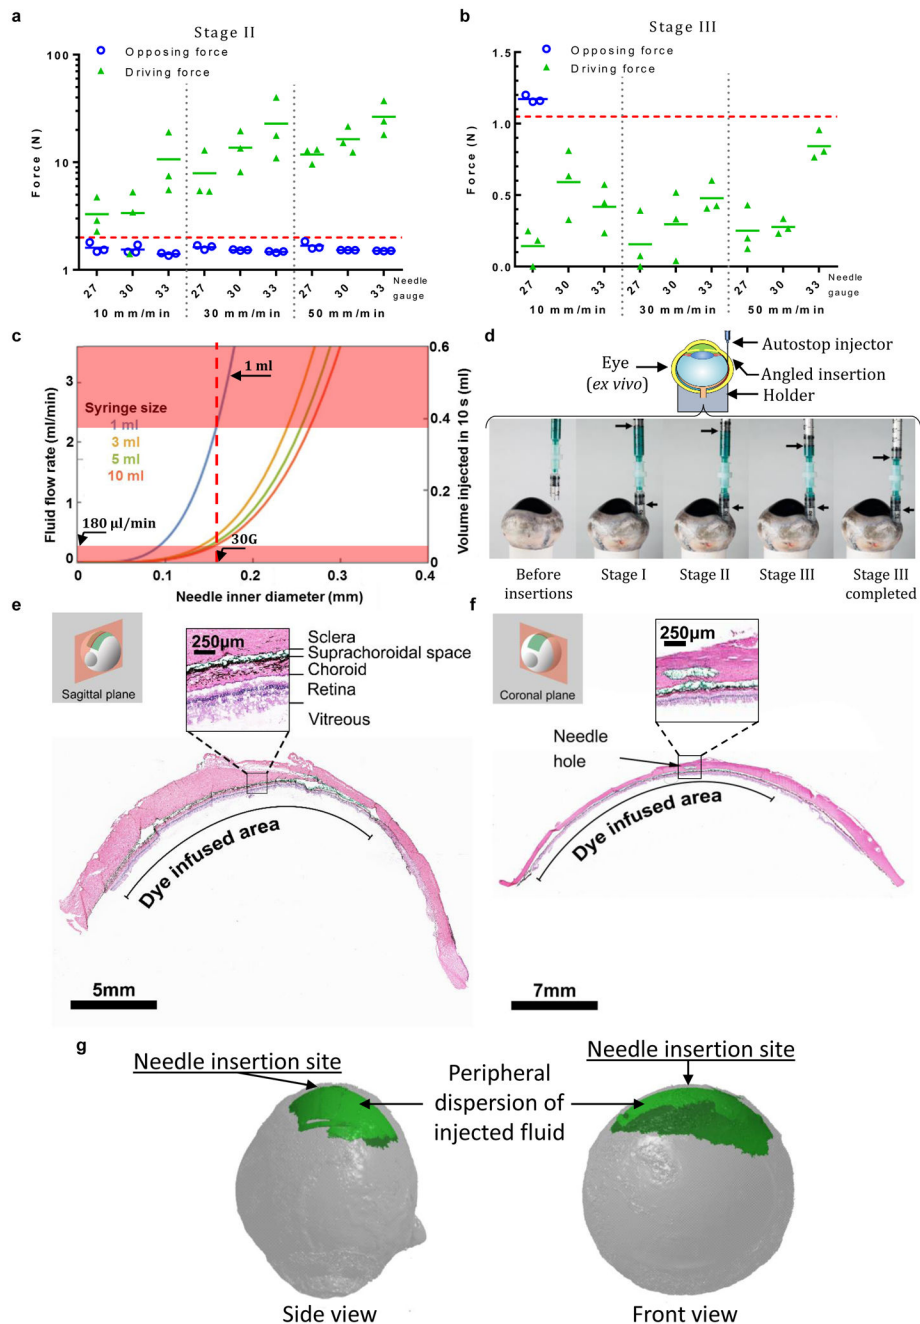 a
Stage II
Opposing force
Driving force
Force (N)
100
10
1
27
30
33
27
30
33
27
30
33
Needle
gauge
10 mm/min
30 mm/min
50 mm/min
b
Stage III
Opposing force
Driving force
Force (N)
1.5
1.0
0.5
0.0
27
30
33
27
30
33
27
30
33
Needle
gauge
10 mm/min
30 mm/min
50 mm/min
c
Fluid flow rate (ml/min)
3
2
1
0
Syringe size
1 ml
3 ml
5 ml
10 ml
1 ml
180 µl/min
30G
0.6
0.4
0.2
0
Volume injected in 10 s (ml)
0
0.1
0.2
0.3
0.4
Needle inner diameter (mm)
d
Eye
(ex vivo)
Autostop injector
Angled insertion
Holder
Before
insertions
Stage I
Stage II
Stage III
Stage III
completed
e
Sagittal plane
250µm
Sclera
Suprachoroidal space
Choroid
Retina
Vitreous
Dye infused area
5mm
f
Coronal plane
250µm
Needle
hole
Dye infused area
7mm
g
Needle insertion site
Needle insertion site
Peripheral
dispersion of
injected fluid
Side view
Front view